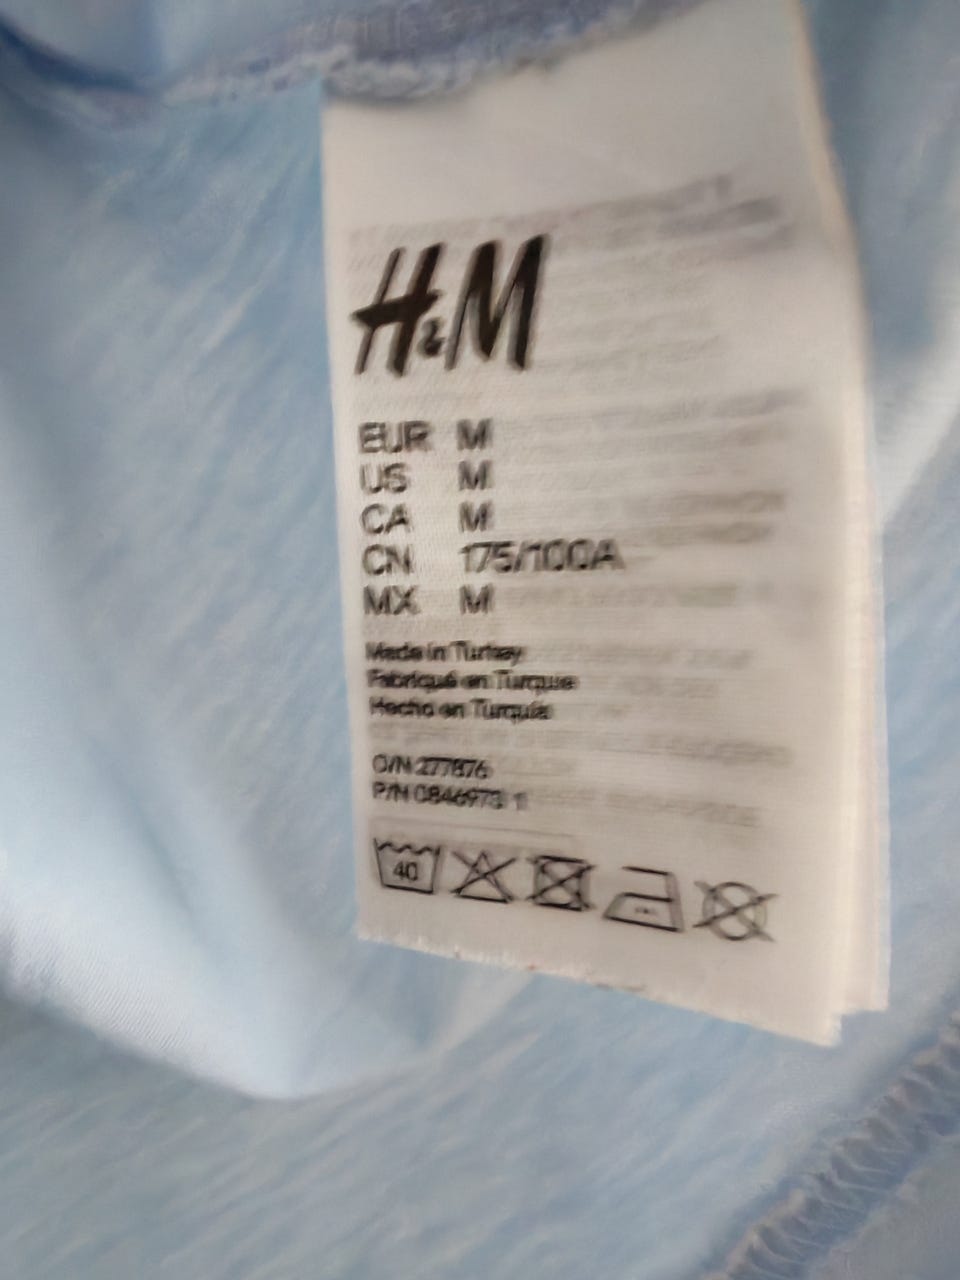 H&M
EUR M
US M
CA M
CN 175/100A
MX M
Made in Turkey
Fabriqué en Turquie
Hecho en Turquía
O/N 277876
P/N 0846973 1
40